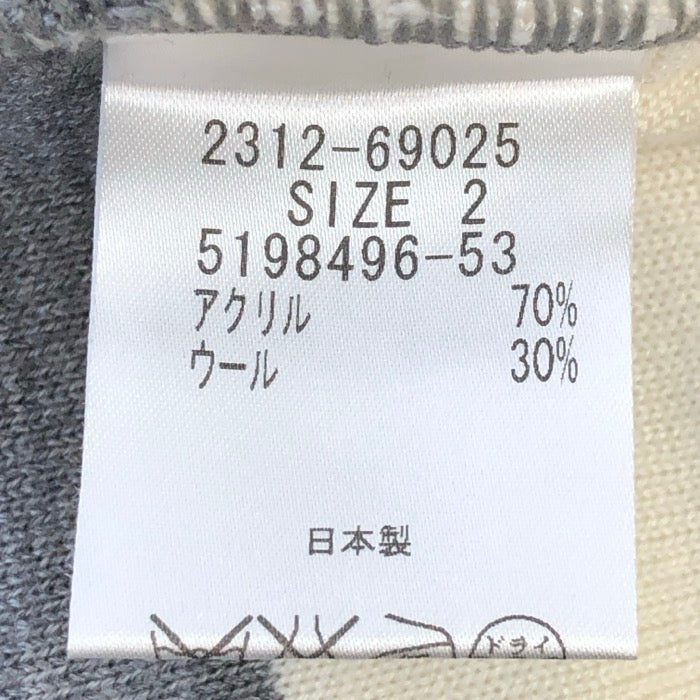 2312-69025
SIZE 2
5198496-53
アクリル 70%
ウール 30%
日本製
ドライ